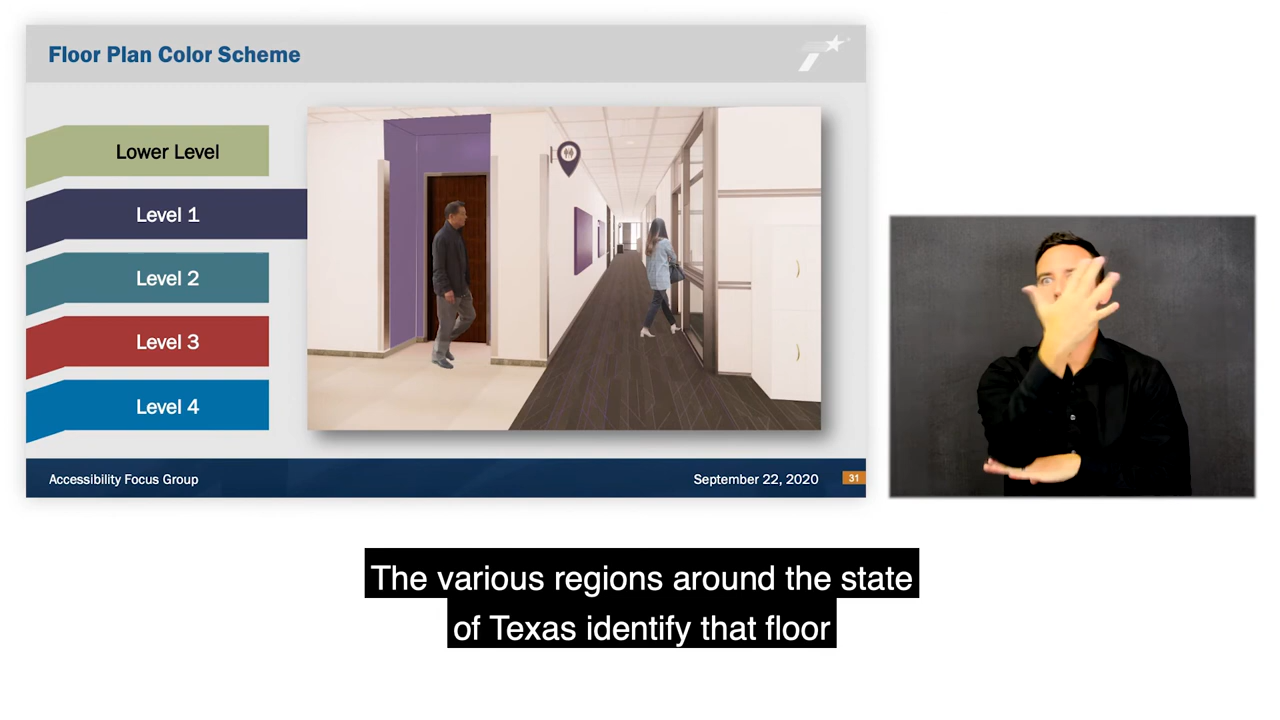 Floor Plan Color Scheme
Lower Level
Level 1
Level 2
Level 3
Level 4
Accessibility Focus Group
September 22, 2020
31
The various regions around the state
of Texas identify that floor